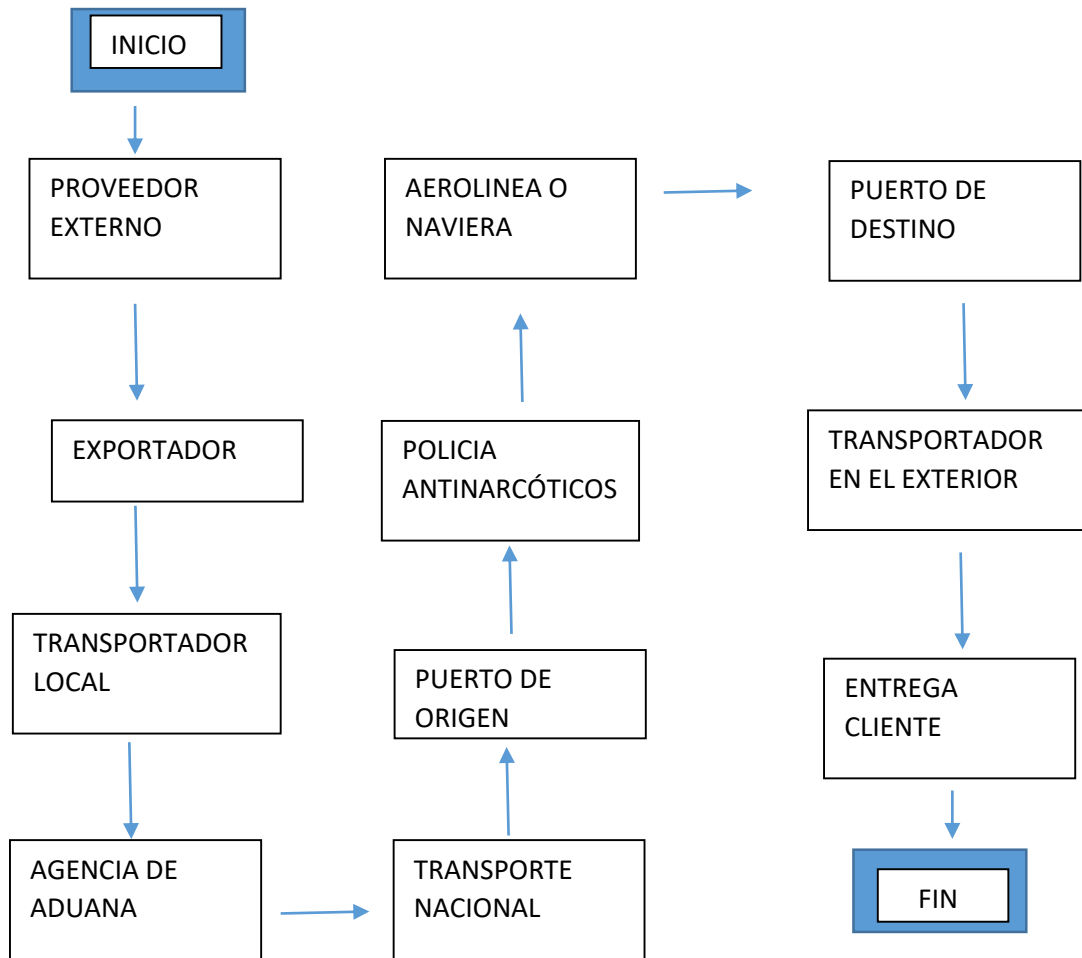 INICIO
PROVEEDOR
EXTERNO
EXPORTADOR
TRANSPORTADOR
LOCAL
AGENCIA DE
ADUANA
TRANSPORTE
NACIONAL
PUERTO DE
ORIGEN
POLICIA
ANTINARCÓTICOS
AEROLINEA O
NAVIERA
PUERTO DE
DESTINO
TRANSPORTADOR
EN EL EXTERIOR
ENTREGA
CLIENTE
FIN